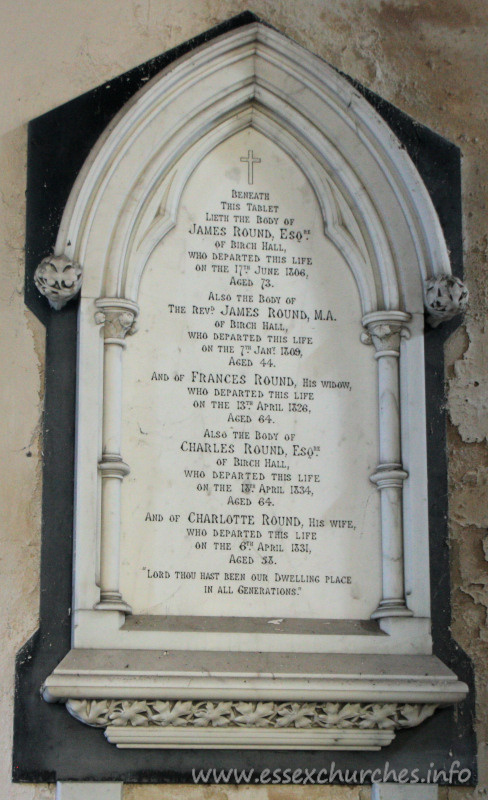 BENEATH
THIS TABLET
LIETH THE BODY OF
JAMES ROUND, ESQRE
OF BIRCH HALL,
WHO DEPARTED THIS LIFE
ON THE 17TH JUNE 1806,
AGED 73.
ALSO THE BODY OF
THE REVD. JAMES ROUND, M.A.
OF BIRCH HALL,
WHO DEPARTED THIS LIFE
ON THE 7TH JANY. 1809,
AGED 44.
AND OF FRANCES ROUND, HIS WIDOW,
WHO DEPARTED THIS LIFE
ON THE 13TH APRIL 1826,
AGED 64.
ALSO THE BODY OF
CHARLES ROUND, ESQRE
OF BIRCH HALL,
WHO DEPARTED THIS LIFE
ON THE APRIL 1834,
AGED 64.
AND OF CHARLOTTE ROUND, HIS WIFE,
WHO DEPARTED THIS LIFE
ON THE 6TH APRIL 1831,
AGED
"LORD THOU HAST BEEN OUR DWELLING PLACE
IN ALL GENERATIONS."
www.essexchurches.info